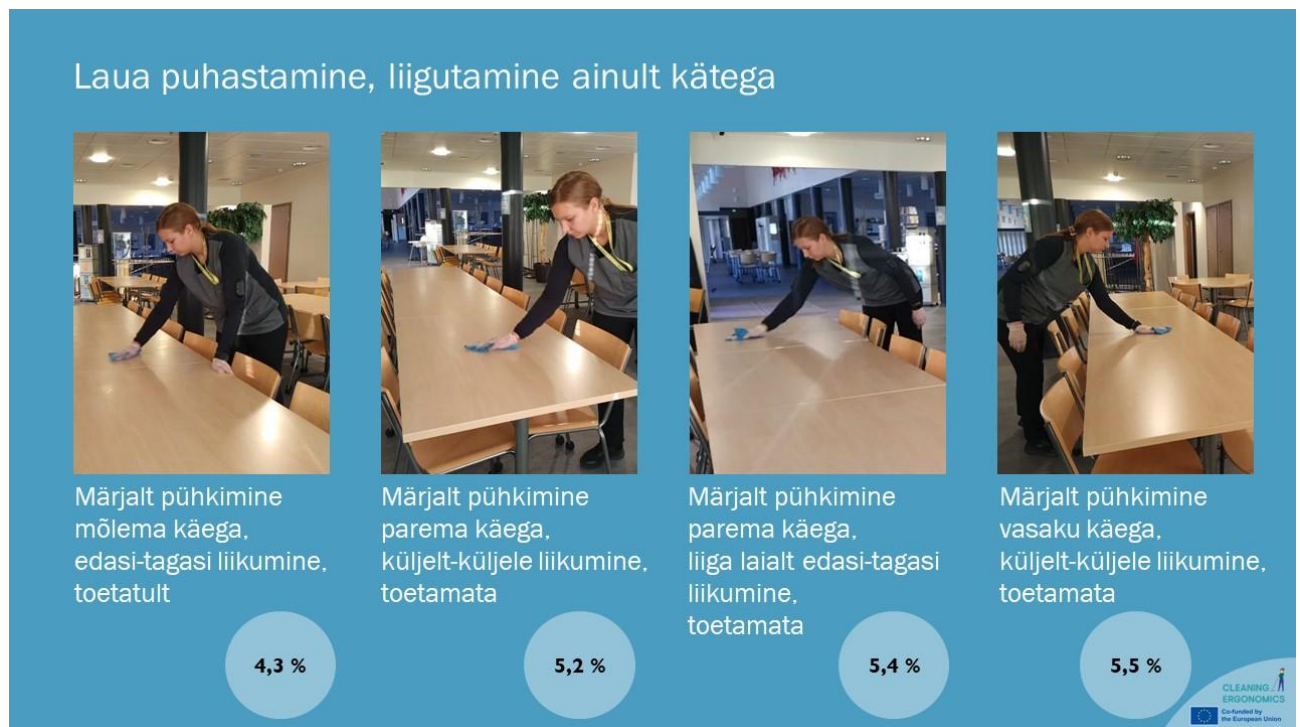 Laua puhastamine, liigutamine ainult kätega
Märjalt pühkimine
mõlema käega,
edasi-tagasi liikumine,
toetatult
4,3 %
Märjalt pühkimine
parema käega,
küljelt-küljele liikumine,
toetamata
5,2 %
Märjalt pühkimine
parema käega,
liiga laialt edasi-tagasi
liikumine,
toetamata
5,4 %
Märjalt pühkimine
vasaku käega,
küljelt-küljele liikumine,
toetamata
5,5 %
CLEANING
ERGONOMICS
Co-funded by
the European Union